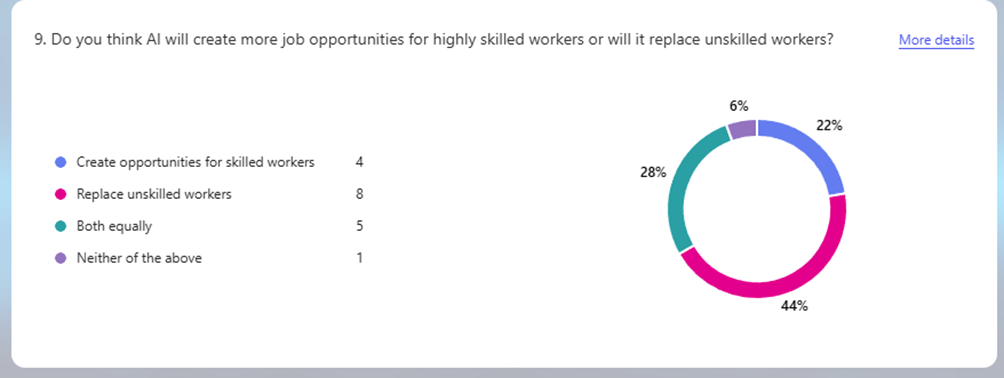 9. Do you think AI will create more job opportunities for highly skilled workers or will it replace unskilled workers?
More details
Create opportunities for skilled workers 4
Replace unskilled workers 8
Both equally 5
Neither of the above 1
6%
22%
28%
44%